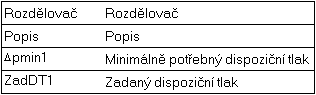 Rozdělovač Rozdělovač
Popis Popis
Δpmin1 Minimálně potřebný dispoziční tlak
ZadDT1 Zadaný dispoziční tlak